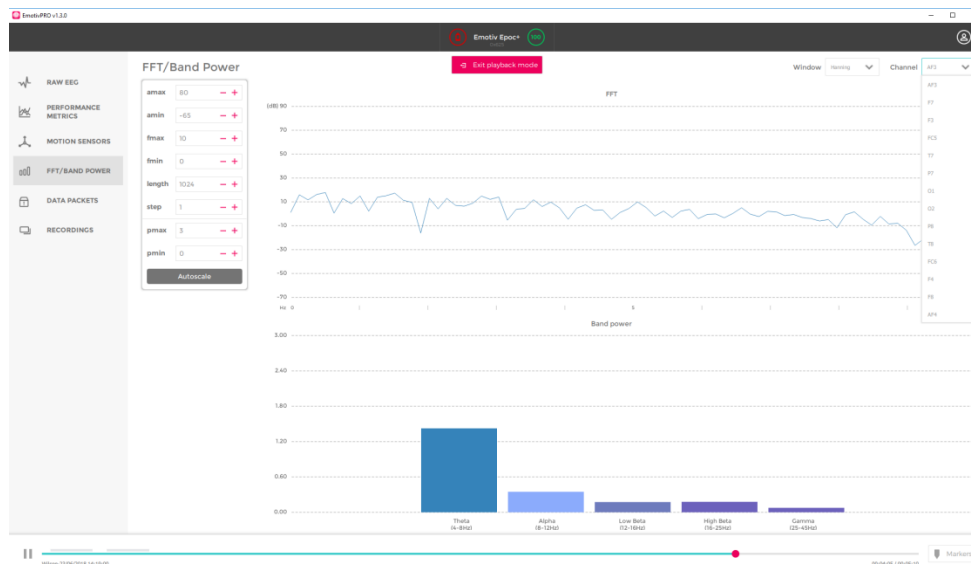 EmotivPRO v1.3.0
Emotiv Epoc+
100
FFT/Band Power
Exit playback mode
Window
Hanning
Channel
AF3
RAW EEG
PERFORMANCE
METRICS
MOTION SENSORS
FFT/BAND POWER
DATA PACKETS
RECORDINGS
amax 80 − +
amin -65 − +
fmax 10 − +
fmin 0 − +
length 1024 − +
step 1 − +
pmax 3 − +
pmin 0 − +
Autoscale
FFT
(dB) 90
70
50
30
10
-10
-30
-50
-70
Hz 0
5
AF3
F7
F3
FC5
T7
P7
O1
O2
P8
T8
FC6
F4
F8
AF4
Band power
3.00
2.40
1.80
1.20
0.60
0.00
Theta
(4-8Hz)
Alpha
(8-12Hz)
Low Beta
(12-16Hz)
High Beta
(16-25Hz)
Gamma
(25-45Hz)
Markers